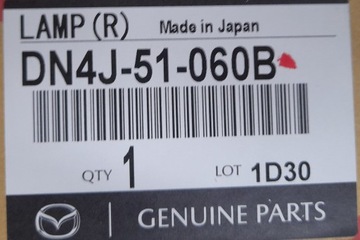 LAMP (R) Made in Japan
DN4J-51-060B
QTY 1 LOT 1D30
GENUINE PARTS